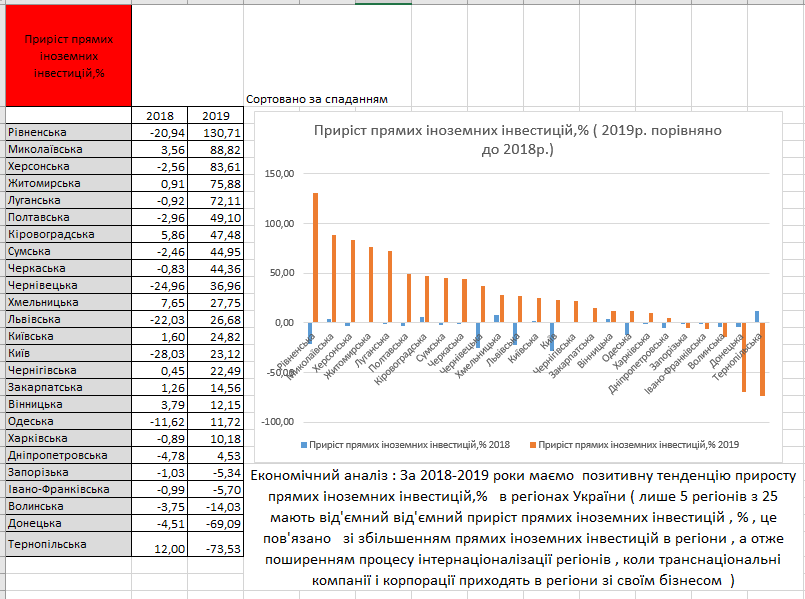 Приріст прямих
іноземних
інвестицій,%
Сортовано за спаданням
2018 2019
Рівненська -20,94 130,71
Миколаївська 3,56 88,82
Херсонська -2,56 83,61
Житомирська 0,91 75,88
Луганська -0,92 72,11
Полтавська -2,96 49,10
Кіровоградська 5,86 47,48
Сумська -2,46 44,95
Черкаська -0,83 44,36
Чернівецька -24,96 36,96
Хмельницька 7,65 27,75
Львівська -22,03 26,68
Київська 1,60 24,82
Київ -28,03 23,12
Чернігівська 0,45 22,49
Закарпатська 1,26 14,56
Вінницька 3,79 12,15
Одеська -11,62 11,72
Харківська -0,89 10,18
Дніпропетровська -4,78 4,53
Запорізька -1,03 -5,34
Івано-Франківська -0,99 -5,70
Волинська -3,75 -14,03
Донецька -4,51 -69,09
Тернопільська 12,00 -73,53
Приріст прямих іноземних інвестицій,% ( 2019р. порівняно
до 2018р.)
150,00
100,00
50,00
0,00
-50,00
-100,00
Рівненська
Миколаївська
Херсонська
Житомирська
Луганська
Полтавська
Кіровоградська
Сумська
Черкаська
Чернівецька
Хмельницька
Львівська
Київська
Київ
Чернігівська
Закарпатська
Вінницька
Одеська
Харківська
Дніпропетровська
Запорізька
Івано-Франківська
Волинська
Донецька
Тернопільська
Приріст прямих іноземних інвестицій,% 2018 Приріст прямих іноземних інвестицій,% 2019
Економічний аналіз : За 2018-2019 роки маємо позитивну тенденцію приросту
прямих іноземних інвестицій,% в регіонах України ( лише 5 регіонів з 25
мають від'ємний від'ємний приріст прямих іноземних інвестицій , % , це
пов'язано зі збільшенням прямих іноземних інвестицій в регіони , а отже
поширенням процесу інтернаціоналізації регіонів , коли транснаціональні
компанії і корпорації приходять в регіони зі своїм бізнесом )